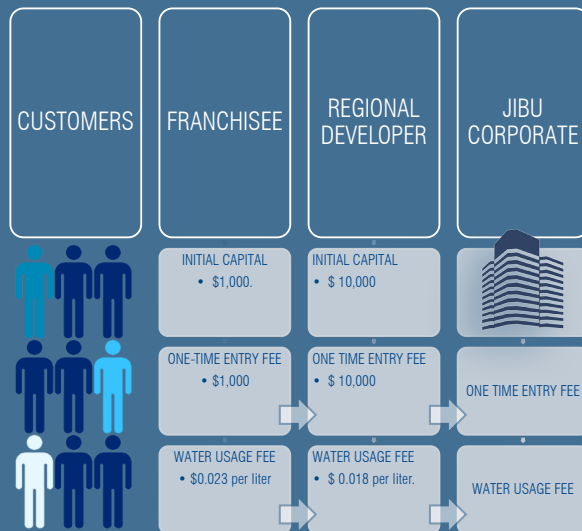 CUSTOMERS
FRANCHISEE
REGIONAL
DEVELOPER
JIBU
CORPORATE
INITIAL CAPITAL
• $1,000.
INITIAL CAPITAL
• $ 10,000
ONE-TIME ENTRY FEE
• $1,000
ONE TIME ENTRY FEE
• $ 10,000
ONE TIME ENTRY FEE
WATER USAGE FEE
• $0.023 per liter
WATER USAGE FEE
• $ 0.018 per liter.
WATER USAGE FEE